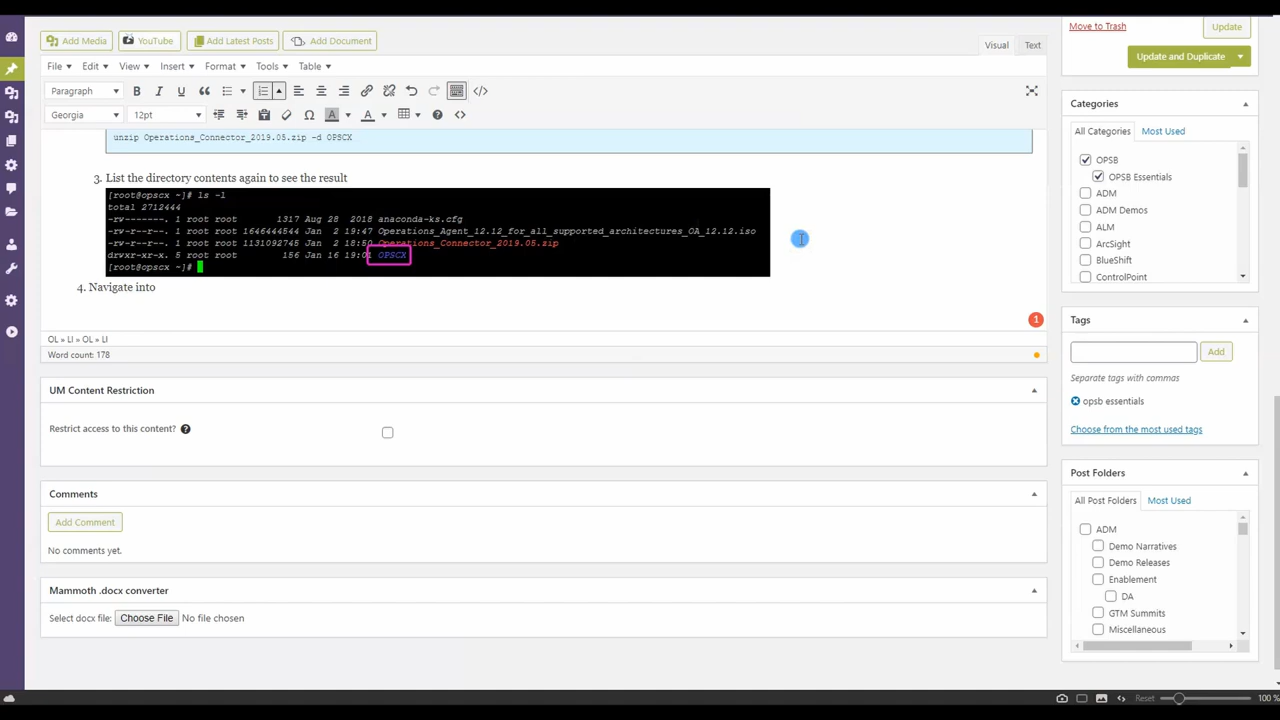 Add Media
YouTube
Add Latest Posts
Add Document
Visual
Text
File
Edit
View
Insert
Format
Tools
Table
Paragraph
Georgia
12pt
unzip Operations_Connector_2019.05.zip -d OPSCX
3. List the directory contents again to see the result
[root@opscx ~]# ls -l
total 2712444
-rw-------. 1 root root 1317 Aug 28 2018 anaconda-ks.cfg
-rw-r--r--. 1 root root 1646444544 Jan 2 19:47 Operations_Agent_12.12_for_all_supported_architectures_OA_12.12.iso
-rw-r--r--. 1 root root 1131092745 Jan 2 18:50 Operations_Connector_2019.05.zip
drwxr-xr-x. 5 root root 156 Jan 16 19:01 OPSCX
[root@opscx ~]#
4. Navigate into
1
OL » LI » OL » LI
Word count: 178
UM Content Restriction
Restrict access to this content?
Comments
Add Comment
No comments yet.
Mammoth .docx converter
Select docx file: Choose File No file chosen
Move to Trash
Update
Update and Duplicate
Categories
All Categories
Most Used
OPSB
OPSB Essentials
ADM
ADM Demos
ALM
ArcSight
BlueShift
ControlPoint
Tags
Add
Separate tags with commas
opsb essentials
Choose from the most used tags
Post Folders
All Post Folders
Most Used
ADM
Demo Narratives
Demo Releases
Enablement
DA
GTM Summits
Miscellaneous
Reset
100 %